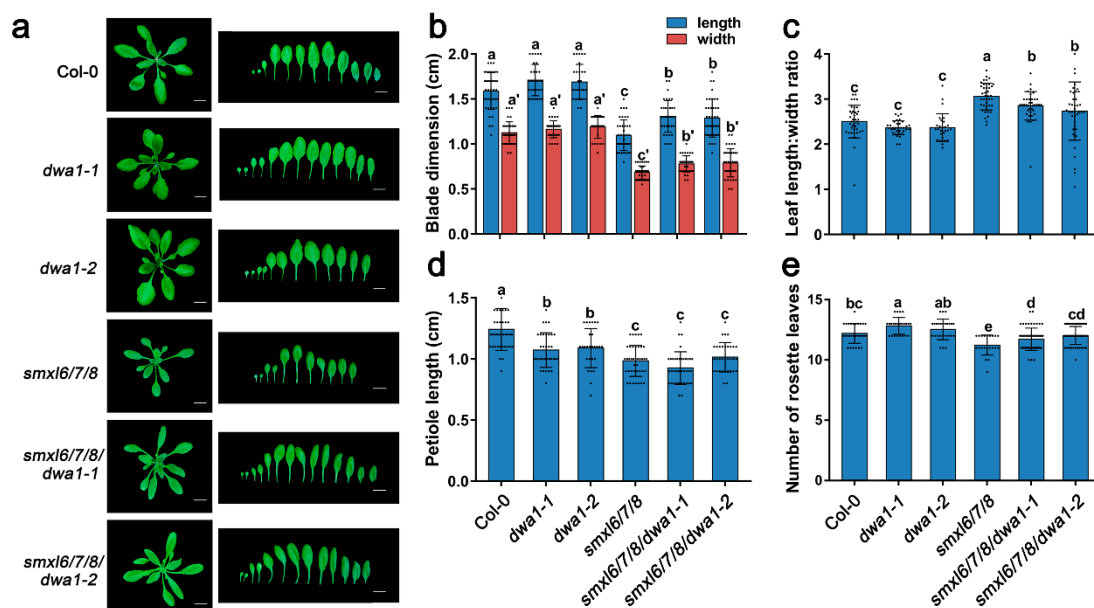 a
Col-0
dwa1-1
dwa1-2
smxl6/7/8
smxl6/7/8/
dwa1-1
smxl6/7/8/
dwa1-2
b
length
width
Blade dimension (cm)
2.0
1.5
1.0
0.5
0.0
a
a'
a
a'
a
a'
c
c'
b
b'
b
b'
c
Leaf length:width ratio
4
3
2
1
0
c
c
c
a
b
b
d
Petiole length (cm)
1.5
1.0
0.5
0.0
a
b
b
c
c
c
Col-0
dwa1-1
dwa1-2
smxl6/7/8
smxl6/7/8/dwa1-1
smxl6/7/8/dwa1-2
e
Number of rosette leaves
15
10
5
0
bc
a
ab
e
d
cd
Col-0
dwa1-1
dwa1-2
smxl6/7/8
smxl6/7/8/dwa1-1
smxl6/7/8/dwa1-2